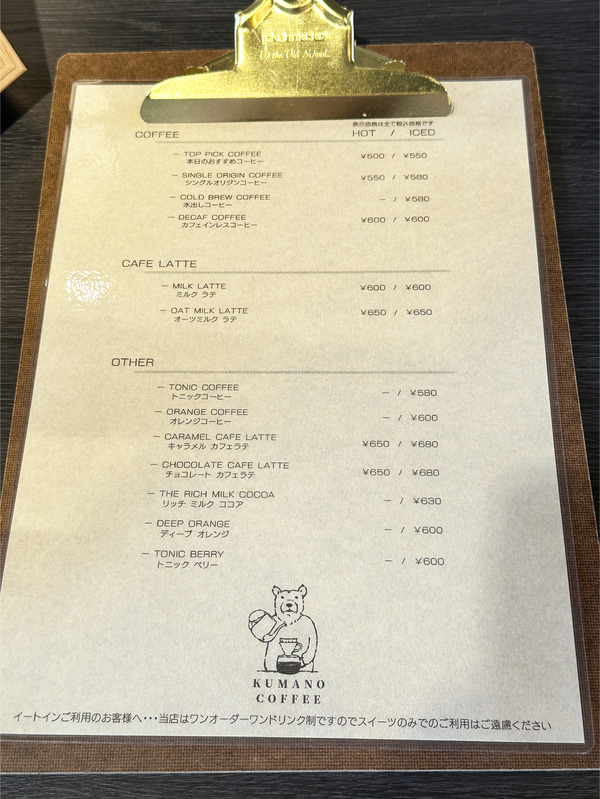 Up the Old School.
表示価格は全て税込価格です
COFFEE HOT / ICED
— TOP PICK COFFEE ¥500 / ¥550
本日のおすすめコーヒー
— SINGLE ORIGIN COFFEE ¥550 / ¥580
シングルオリジンコーヒー
— COLD BREW COFFEE — / ¥580
水出しコーヒー
— DECAF COFFEE ¥600 / ¥600
カフェインレスコーヒー
CAFE LATTE
— MILK LATTE ¥600 / ¥600
ミルク ラテ
— OAT MILK LATTE ¥650 / ¥650
オーツミルク ラテ
OTHER
— TONIC COFFEE — / ¥580
トニックコーヒー
— ORANGE COFFEE — / ¥600
オレンジコーヒー
— CARAMEL CAFE LATTE ¥650 / ¥680
キャラメル カフェラテ
— CHOCOLATE CAFE LATTE ¥650 / ¥680
チョコレート カフェラテ
— THE RICH MILK COCOA — / ¥630
リッチ ミルク ココア
— DEEP ORANGE — / ¥600
ディープ オレンジ
— TONIC BERRY — / ¥600
トニック ベリー
KUMANO
COFFEE
イートインご利用のお客様へ・・・当店はワンオーダーワンドリンク制ですのでスイーツのみでのご利用はご遠慮ください